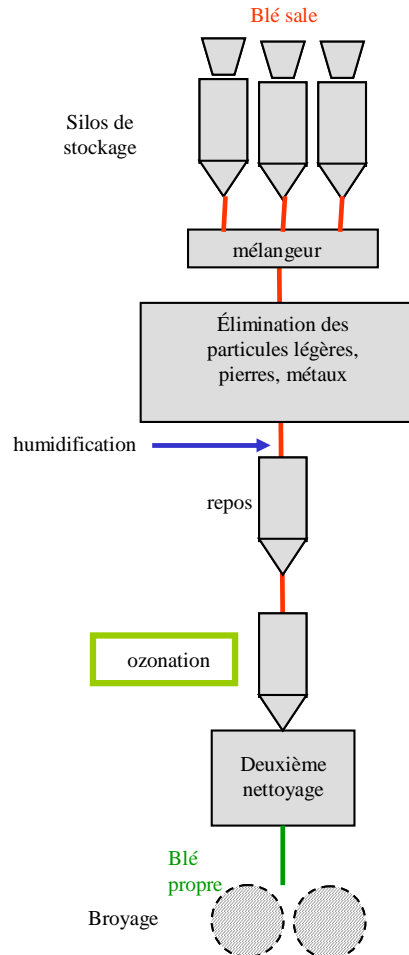 Blé sale
Silos de
stockage
mélangeur
Élimination des
particules légères,
pierres, métaux
humidification
repos
ozonation
Deuxième
nettoyage
Blé
propre
Broyage